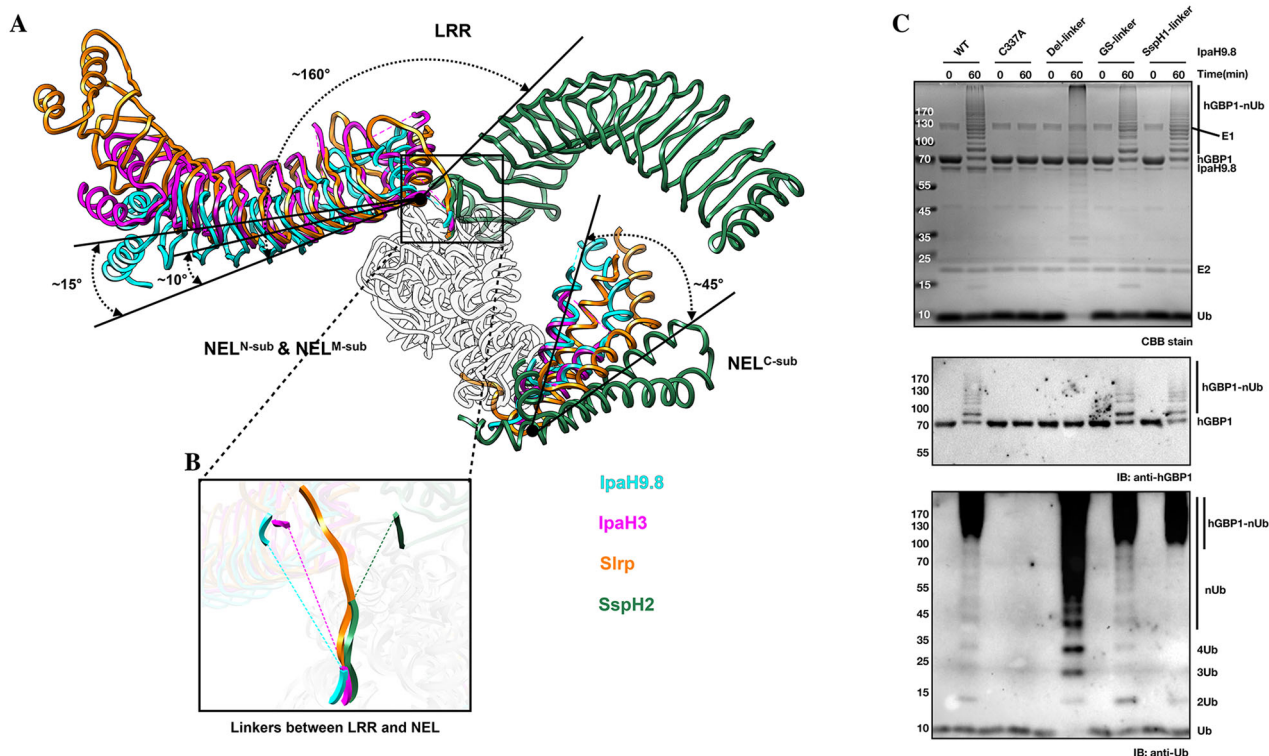 A
LRR
~160°
~15°
~10°
~45°
NELN-sub & NELM-sub
NELC-sub
B
Linkers between LRR and NEL
IpaH9.8
IpaH3
Slrp
SspH2
C
WT
C337A
Del-linker
GS-linker
SspH1-linker
IpaH9.8
0 60 0 60 0 60 0 60 0 60 Time(min)
170
130
100
70
55
45
35
25
15
10
hGBP1-nUb
E1
hGBP1
IpaH9.8
E2
Ub
CBB stain
170
130
100
70
55
hGBP1-nUb
hGBP1
IB: anti-hGBP1
170
130
100
70
55
45
35
25
15
10
hGBP1-nUb
nUb
4Ub
3Ub
2Ub
Ub
IB: anti-Ub